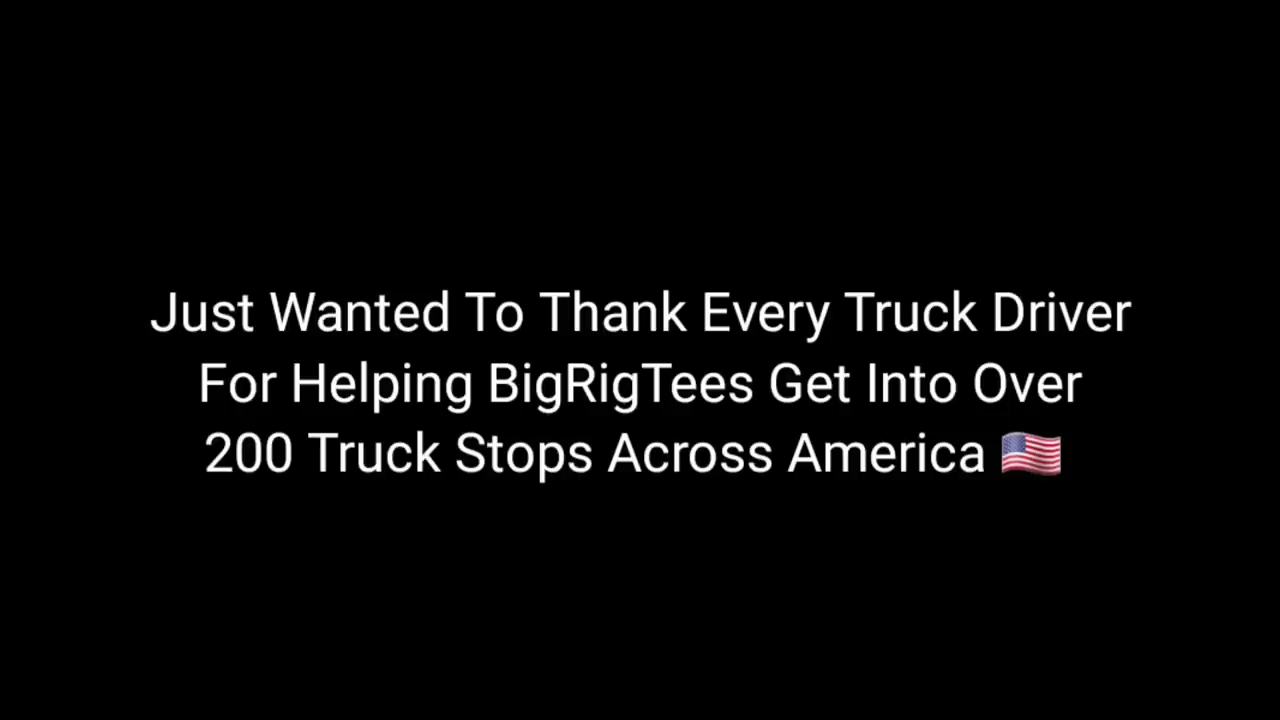 Just Wanted To Thank Every Truck Driver
For Helping BigRigTees Get Into Over
200 Truck Stops Across America 🇺🇸